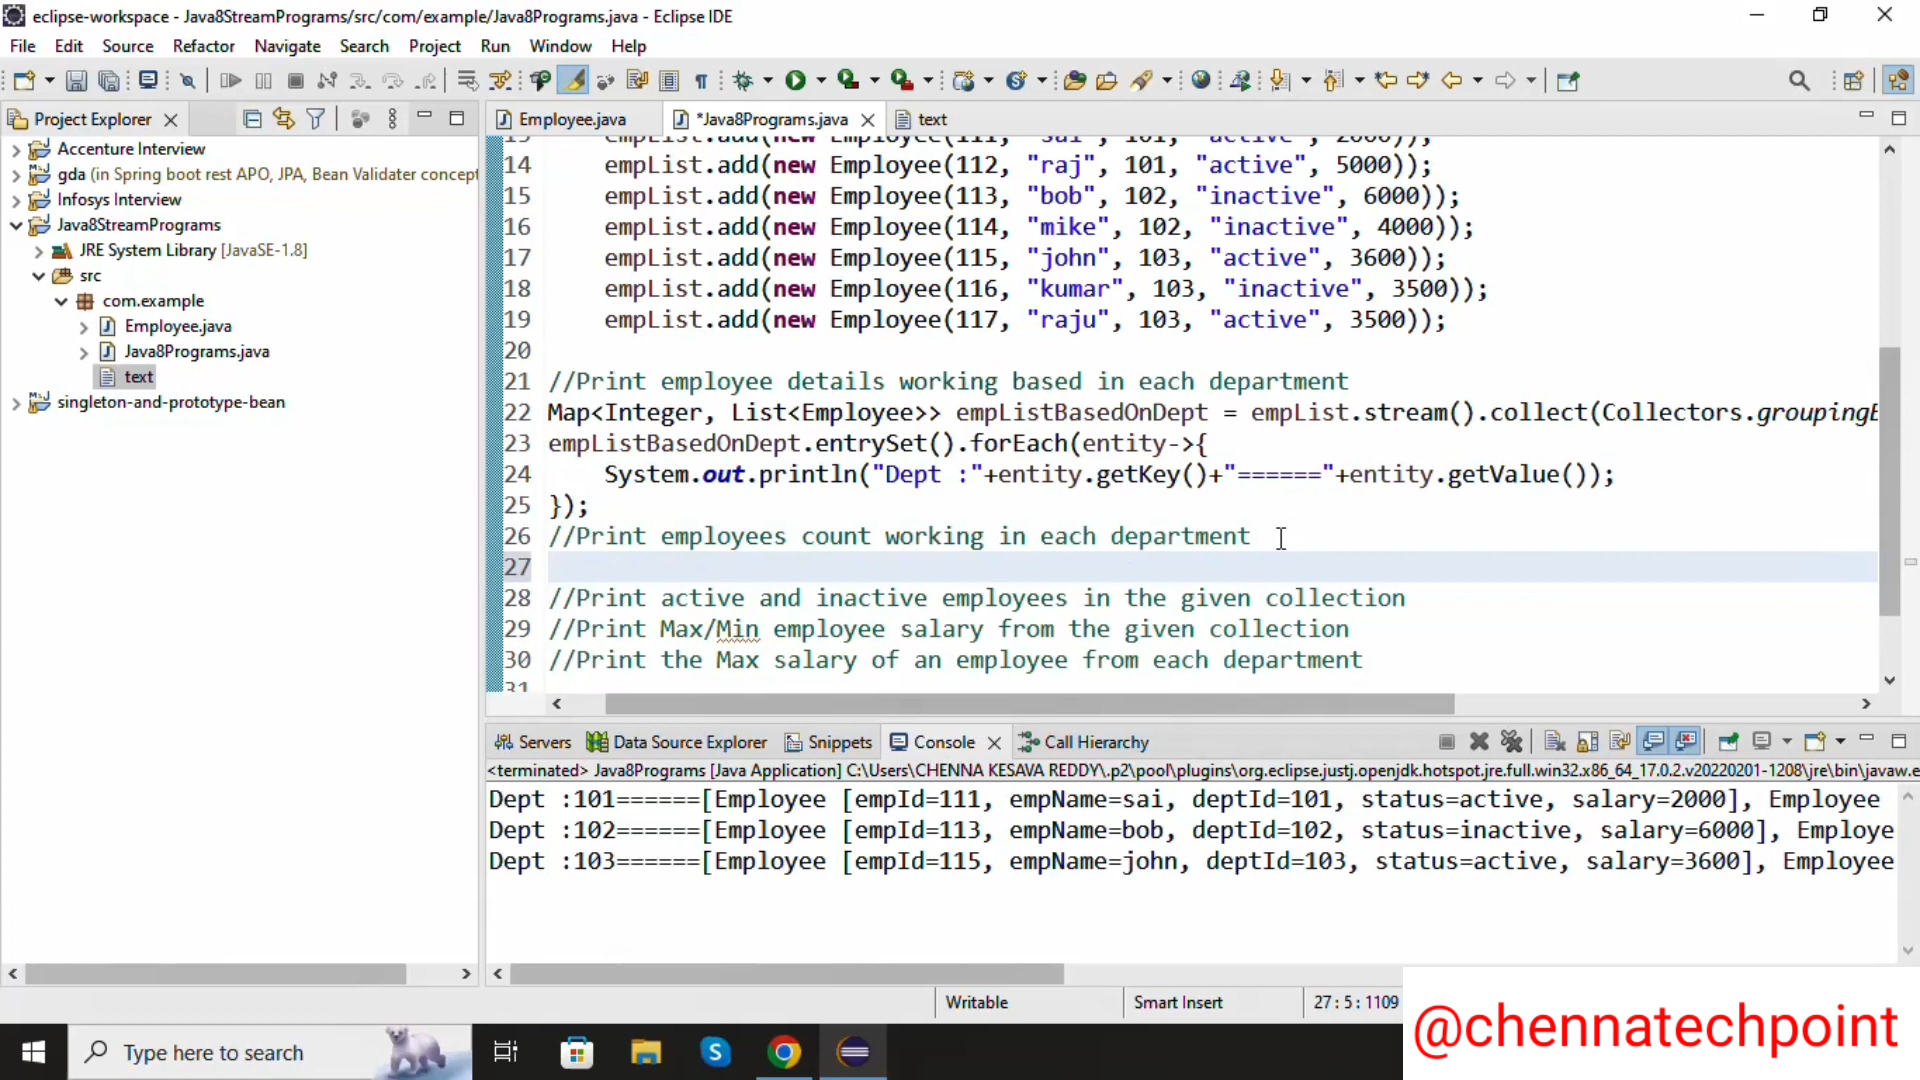 eclipse-workspace - Java8StreamPrograms/src/com/example/Java8Programs.java - Eclipse IDE
File Edit Source Refactor Navigate Search Project Run Window Help
Project Explorer
Employee.java
*Java8Programs.java
text
Accenture Interview
gda (in Spring boot rest APO, JPA, Bean Validater concept
Infosys Interview
Java8StreamPrograms
JRE System Library [JavaSE-1.8]
src
com.example
Employee.java
Java8Programs.java
text
singleton-and-prototype-bean
empList.add(new Employee(111, "sai", 101, "active", 2000));
14 empList.add(new Employee(112, "raj", 101, "active", 5000));
15 empList.add(new Employee(113, "bob", 102, "inactive", 6000));
16 empList.add(new Employee(114, "mike", 102, "inactive", 4000));
17 empList.add(new Employee(115, "john", 103, "active", 3600));
18 empList.add(new Employee(116, "kumar", 103, "inactive", 3500));
19 empList.add(new Employee(117, "raju", 103, "active", 3500));
20
21 //Print employee details working based in each department
22 Map<Integer, List<Employee>> empListBasedOnDept = empList.stream().collect(Collectors.grouping
23 empListBasedOnDept.entrySet().forEach(entity->{
24 System.out.println("Dept :"+entity.getKey()+"======"+entity.getValue());
25 });
26 //Print employees count working in each department
27
28 //Print active and inactive employees in the given collection
29 //Print Max/Min employee salary from the given collection
30 //Print the Max salary of an employee from each department
31
Servers Data Source Explorer Snippets Console Call Hierarchy
<terminated> Java8Programs [Java Application] C:\Users\CHENNA KESAVA REDDY\.p2\pool\plugins\org.eclipse.justj.openjdk.hotspot.jre.full.win32.x86_64_17.0.2.v20220201-1208\jre\bin\javaw.e
Dept :101======[Employee [empId=111, empName=sai, deptId=101, status=active, salary=2000], Employee
Dept :102======[Employee [empId=113, empName=bob, deptId=102, status=inactive, salary=6000], Employe
Dept :103======[Employee [empId=115, empName=john, deptId=103, status=active, salary=3600], Employee
Writable
Smart Insert
27 : 5 : 1109
Type here to search
@chennatechpoint